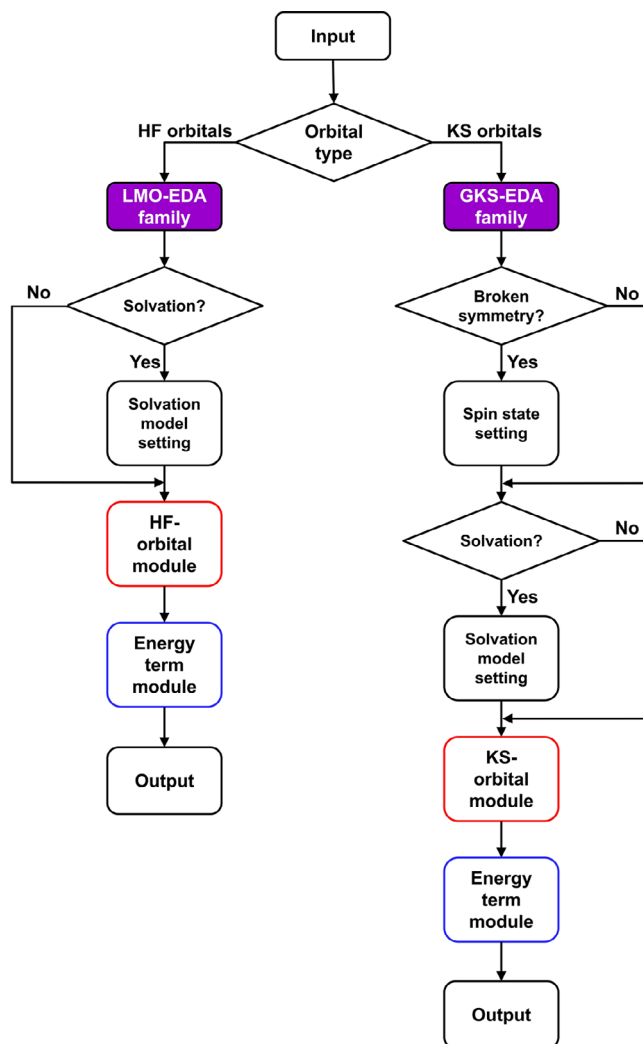 Input
HF orbitals
Orbital
type
KS orbitals
LMO-EDA
family
GKS-EDA
family
No
Solvation?
Yes
Solvation
model
setting
HF-
orbital
module
Energy
term
module
Output
Broken
symmetry?
No
Yes
Spin state
setting
Solvation?
No
Yes
Solvation
model
setting
KS-
orbital
module
Energy
term
module
Output